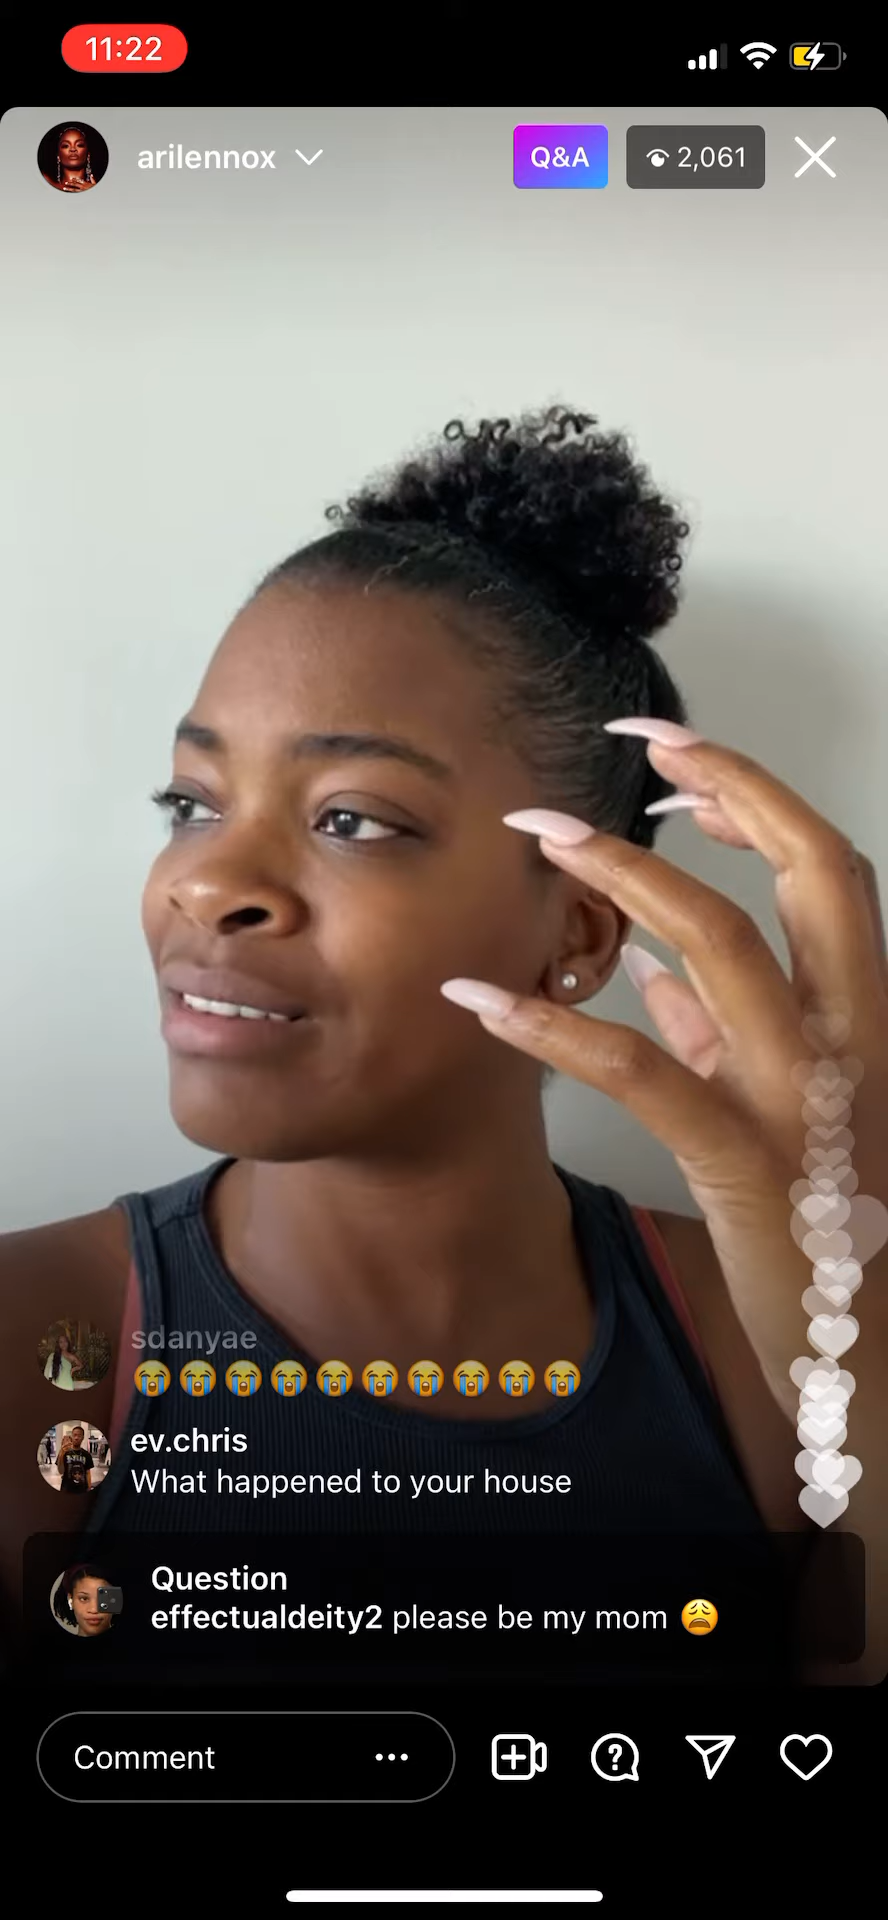 11:22
arilennox
Q&A
2,061
sdanyae
😭😭😭😭😭😭😭😭😭😭
ev.chris
What happened to your house
Question
effectualdeity2 please be my mom 😩
Comment